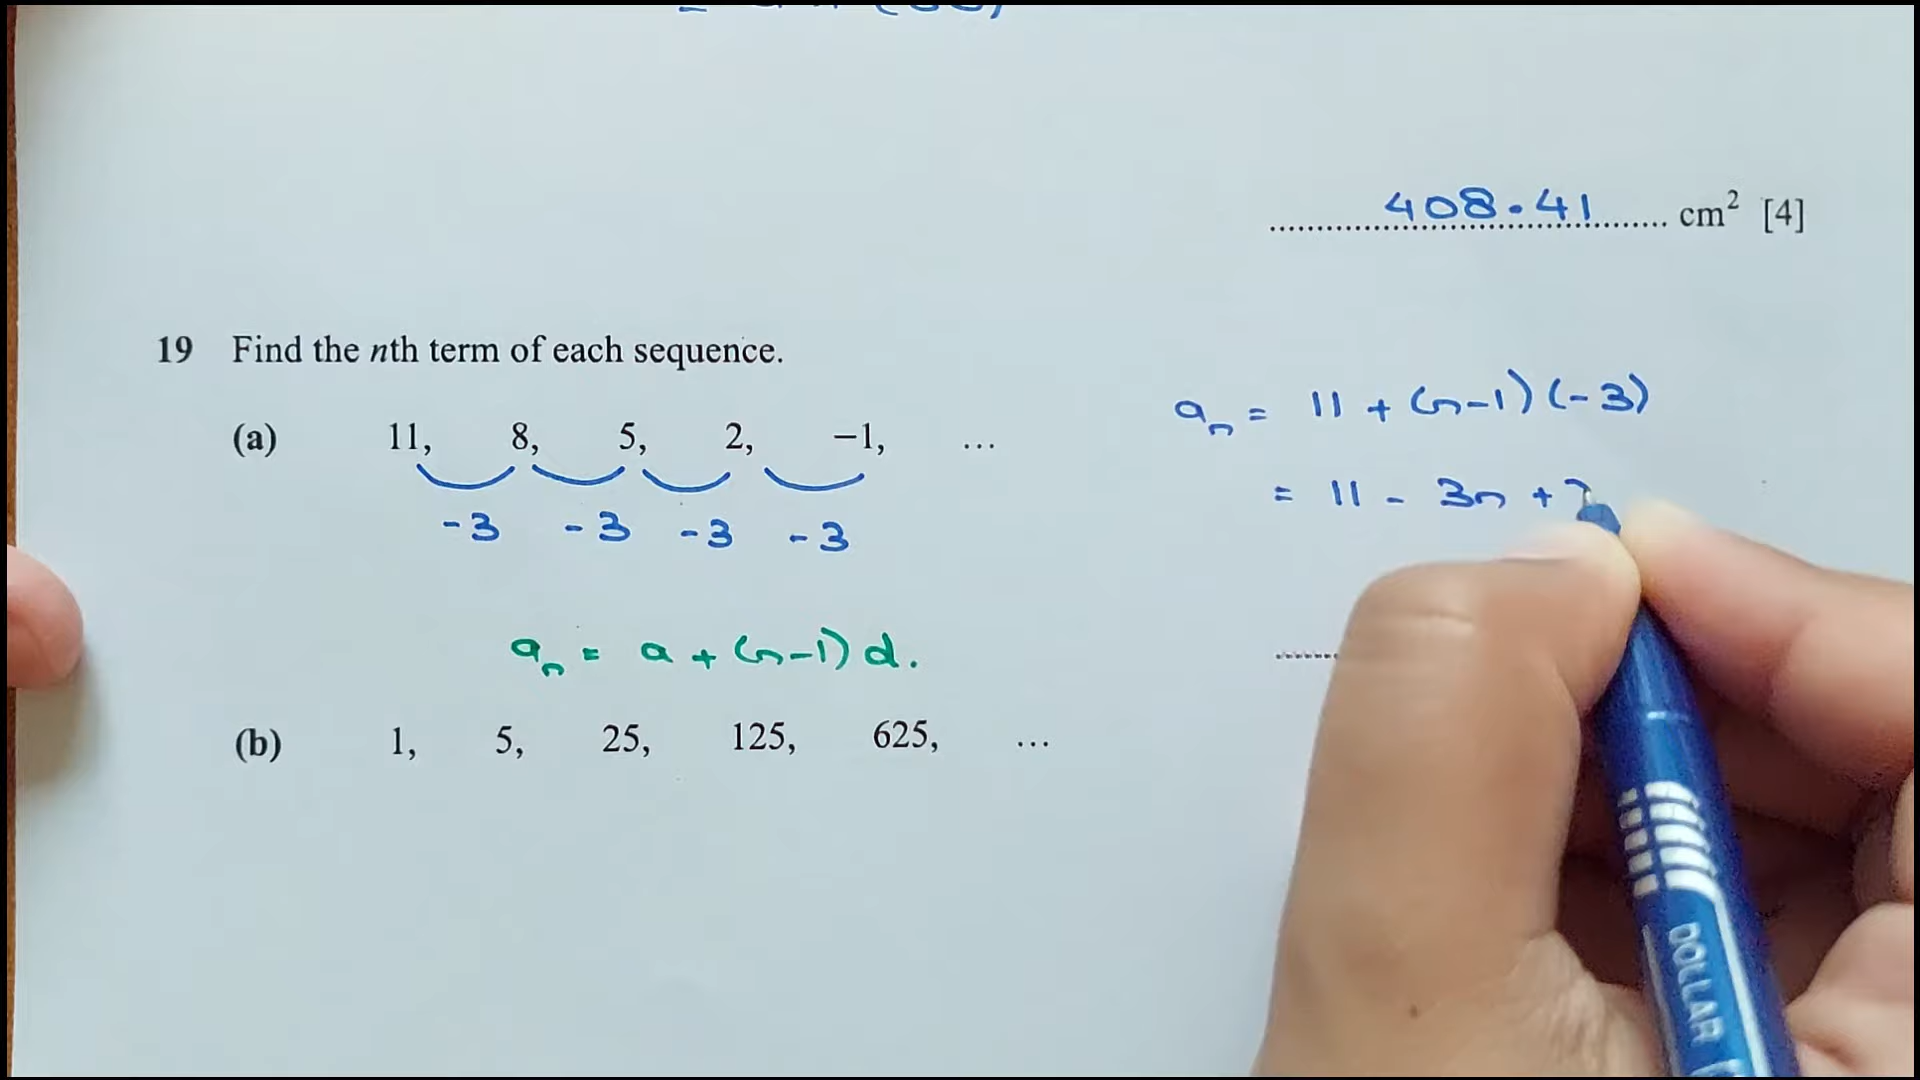 408.41 cm² [4]
19 Find the nth term of each sequence.
(a) 11, 8, 5, 2, −1, ...
-3 -3 -3 -3
aₙ = 11 + (n-1)(-3)
= 11 - 3n +
aₙ = a + (n-1) d.
(b) 1, 5, 25, 125, 625, ...
DOLLAR